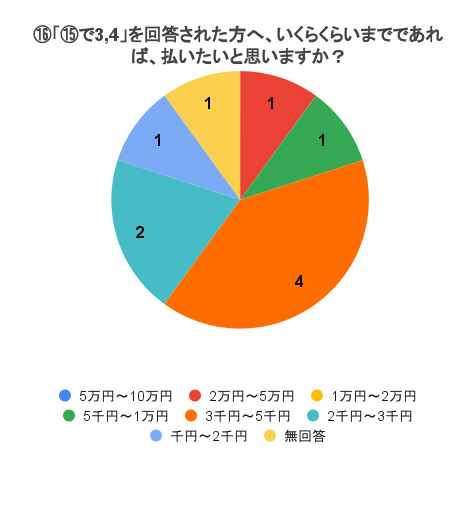 ⑯「⑮で3,4」を回答された方へ、いくらくらいまでであれ
ば、払いたいと思いますか？
1
1
1
1
2
4
5万円〜10万円 2万円〜5万円 1万円〜2万円
5千円〜1万円 3千円〜5千円 2千円〜3千円
千円〜2千円 無回答